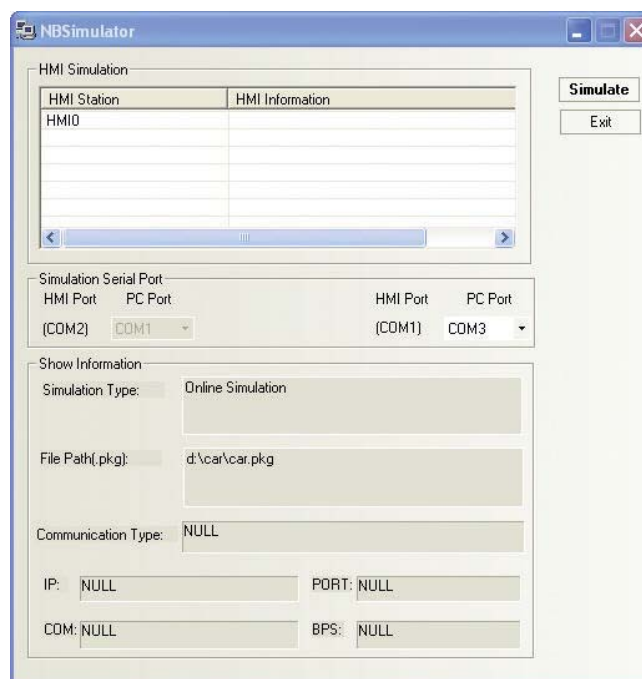 NBSimulator
HMI Simulation
HMI Station HMI Information
HMI0
Simulate
Exit
Simulation Serial Port
HMI Port PC Port HMI Port PC Port
(COM2) COM1 (COM1) COM3
Show Information
Simulation Type: Online Simulation
File Path(.pkg): d:\car\car.pkg
Communication Type: NULL
IP: NULL PORT: NULL
COM: NULL BPS: NULL